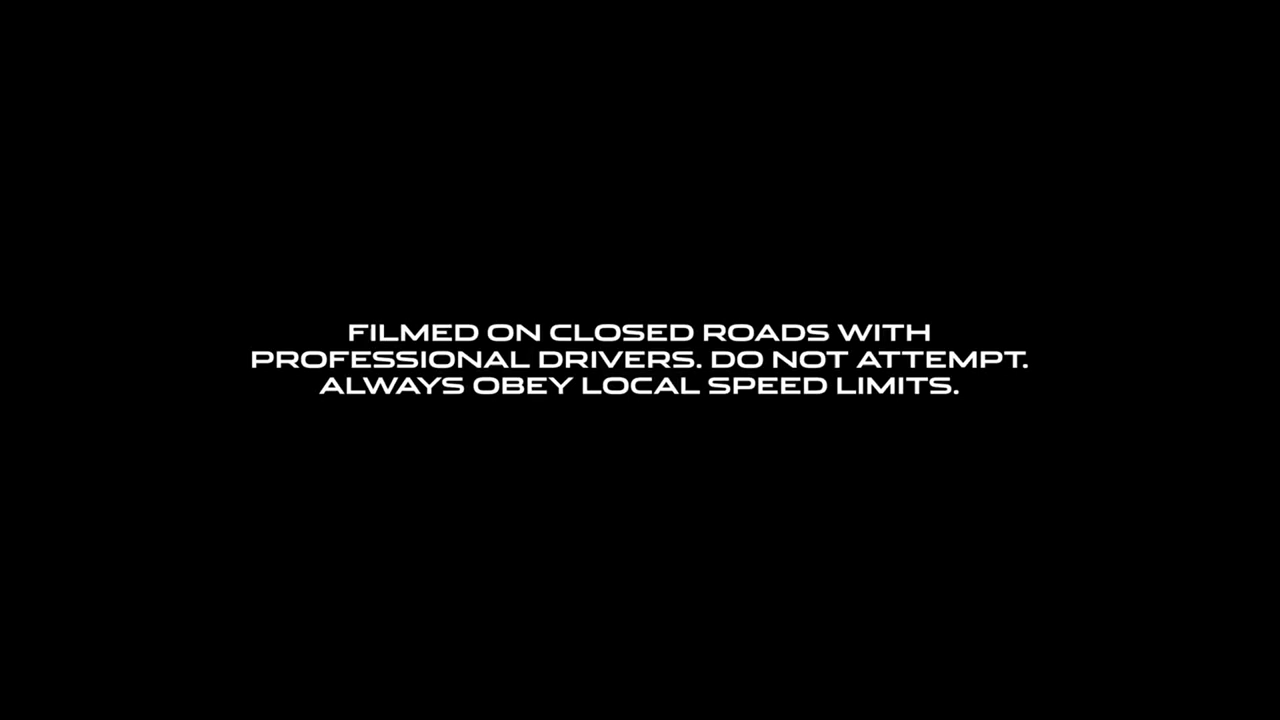 FILMED ON CLOSED ROADS WITH
PROFESSIONAL DRIVERS. DO NOT ATTEMPT.
ALWAYS OBEY LOCAL SPEED LIMITS.